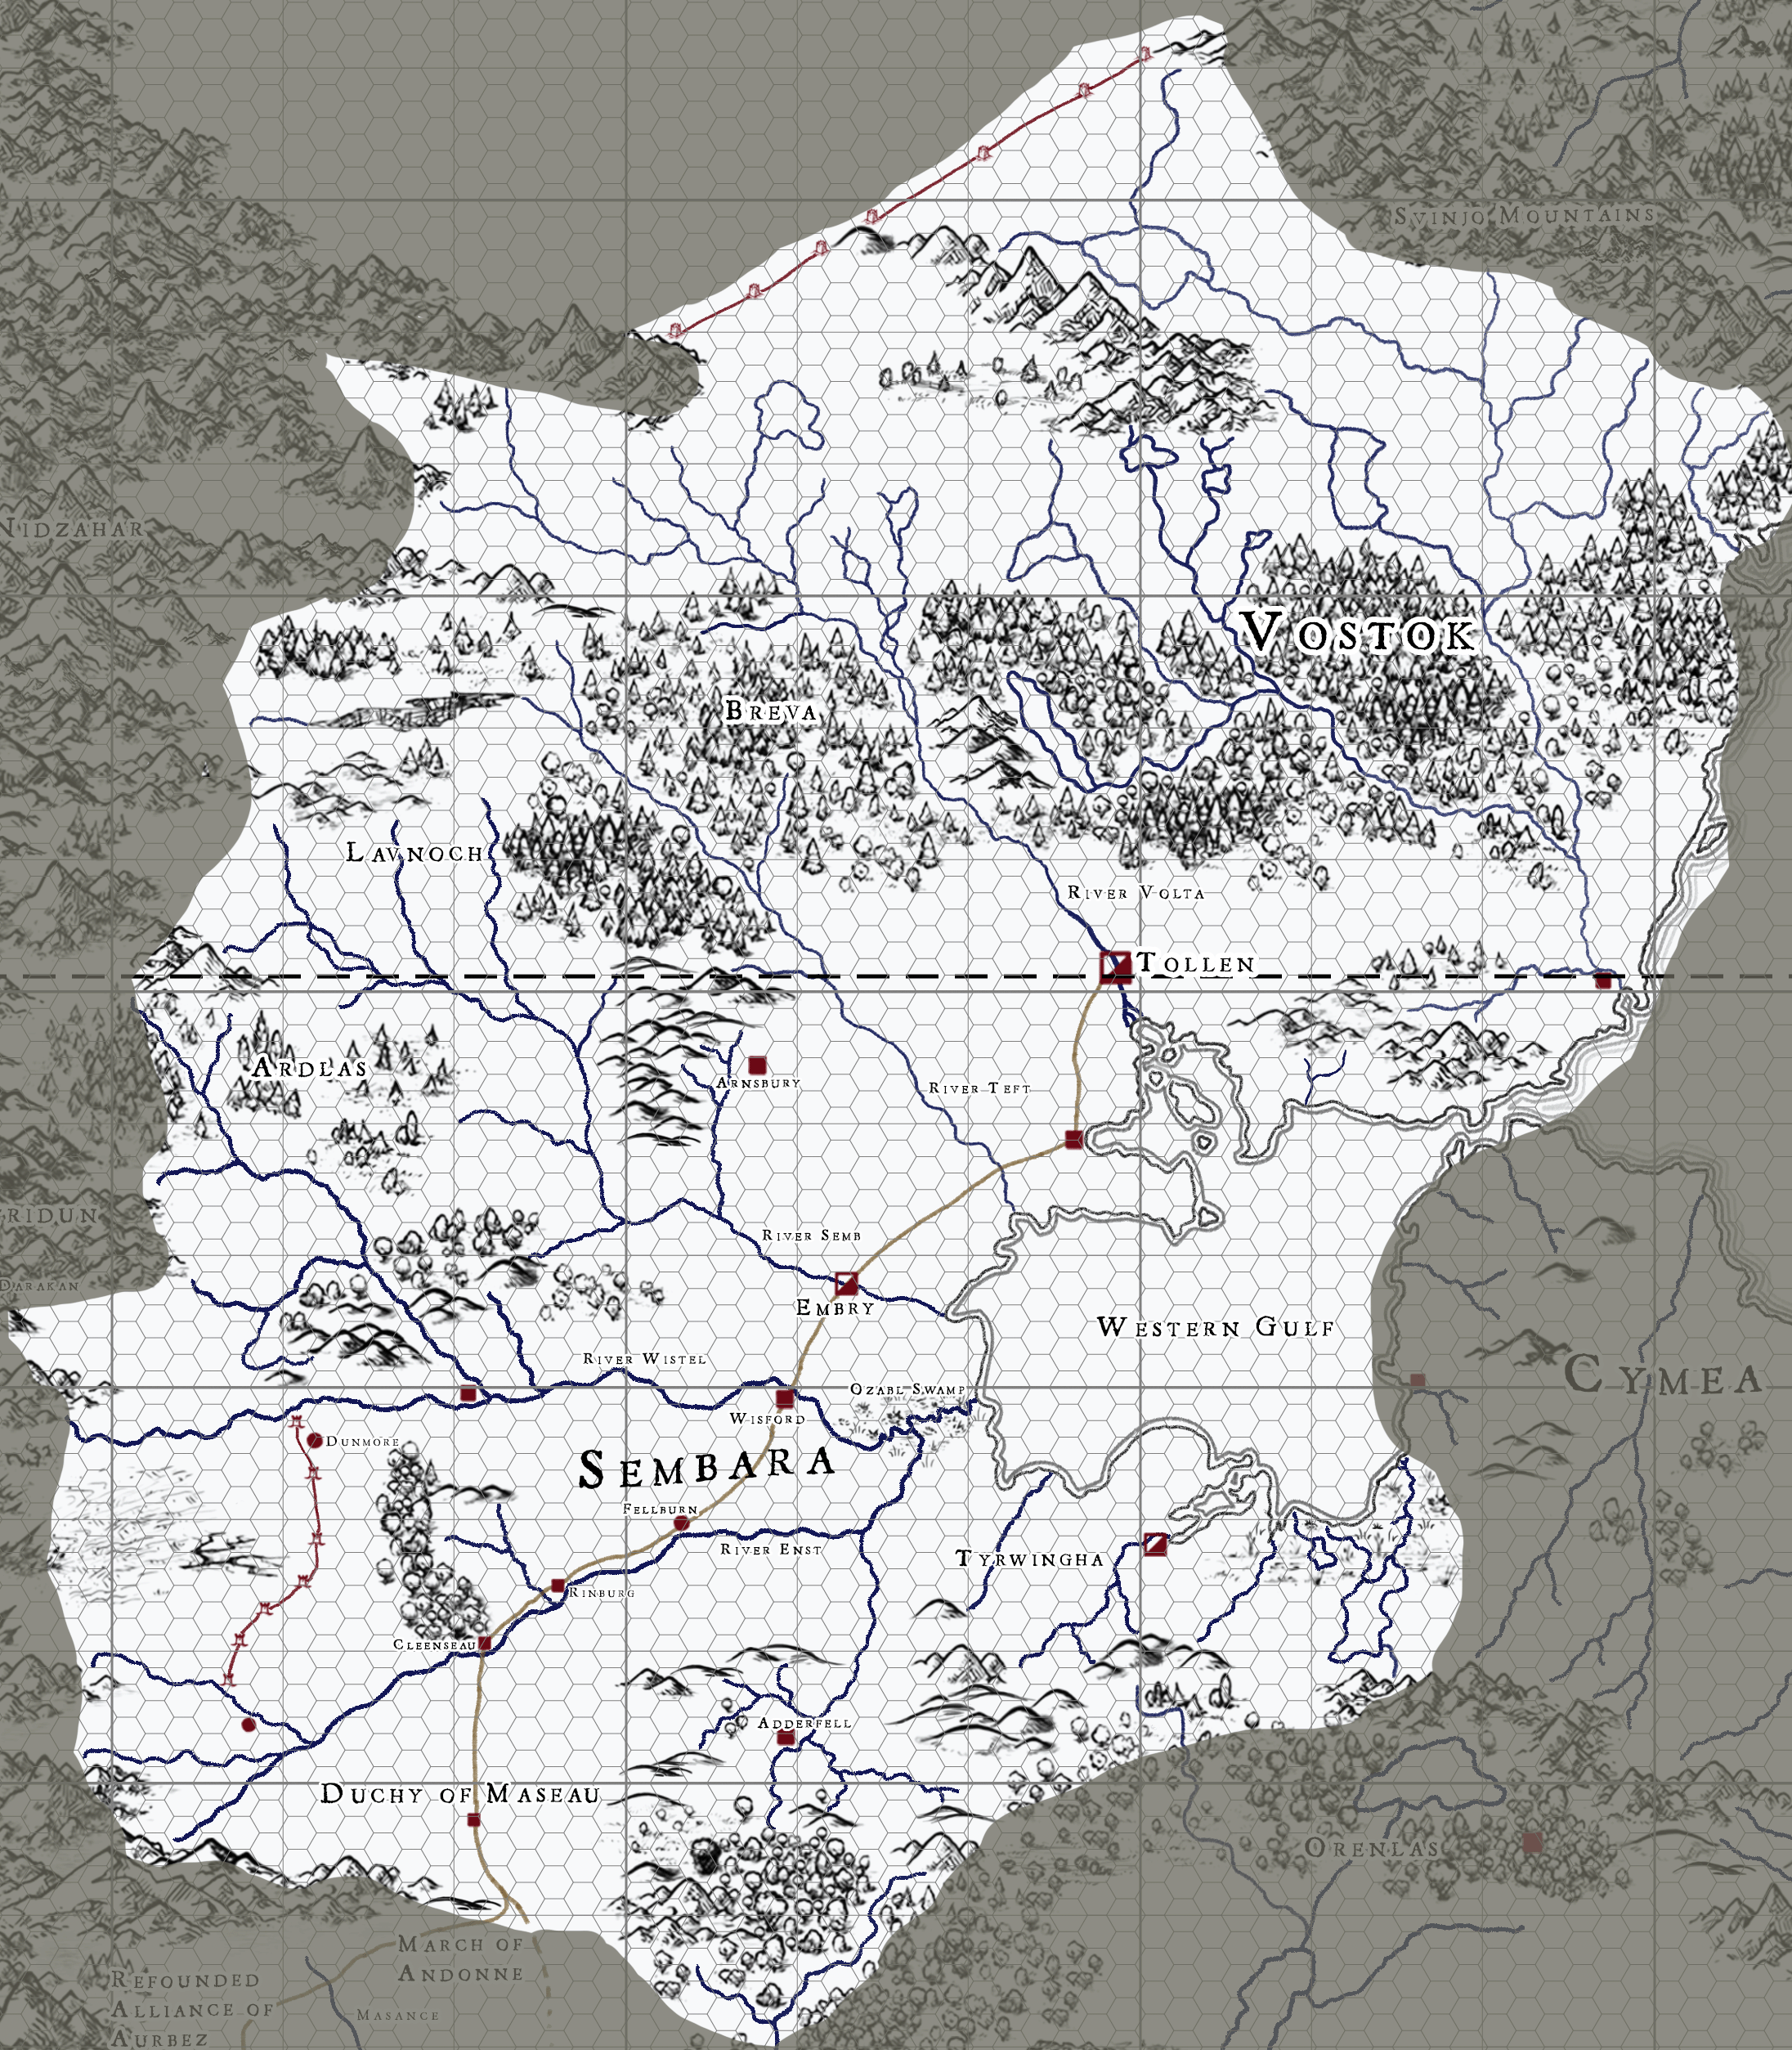 Svinjo Mountains
Nidzahar
Vostok
Breva
Lavnoch
River Volta
Tollen
Ardlas
Arnsbury
River Teft
ridun
River Semb
Darakan
Embry
Western Gulf
River Wistel
Cymea
Ozabl Swamp
Wisford
Dunmore
Sembara
Fellburn
River Enst
Tyrwingha
Rinburg
Cleenseau
Adderfell
Duchy of Maseau
Orenlas
March of
Andonne
Refounded
Alliance of
Aurbez
Masance